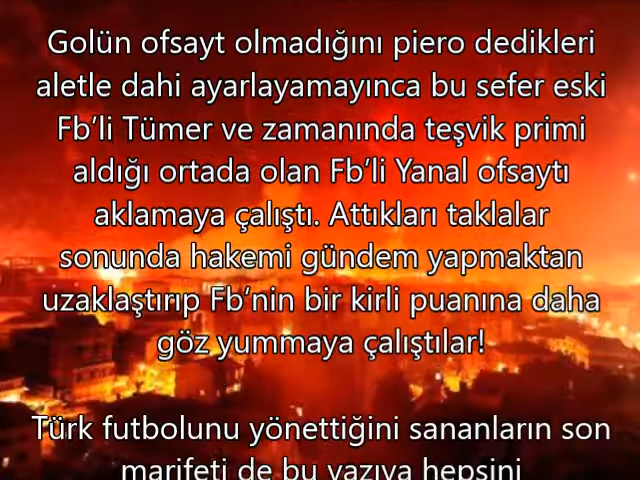 Golün ofsayt olmadığını piero dedikleri
aletle dahi ayarlayamayınca bu sefer eski
Fb’li Tümer ve zamanında teşvik primi
aldığı ortada olan Fb’li Yanal ofsaytı
aklamaya çalıştı. Attıkları taklalar
sonunda hakemi gündem yapmaktan
uzaklaştırıp Fb’nin bir kirli puanına daha
göz yummaya çalıştılar!
Türk futbolunu yönettiğini sananların son
marifeti de bu yazıya hepsini